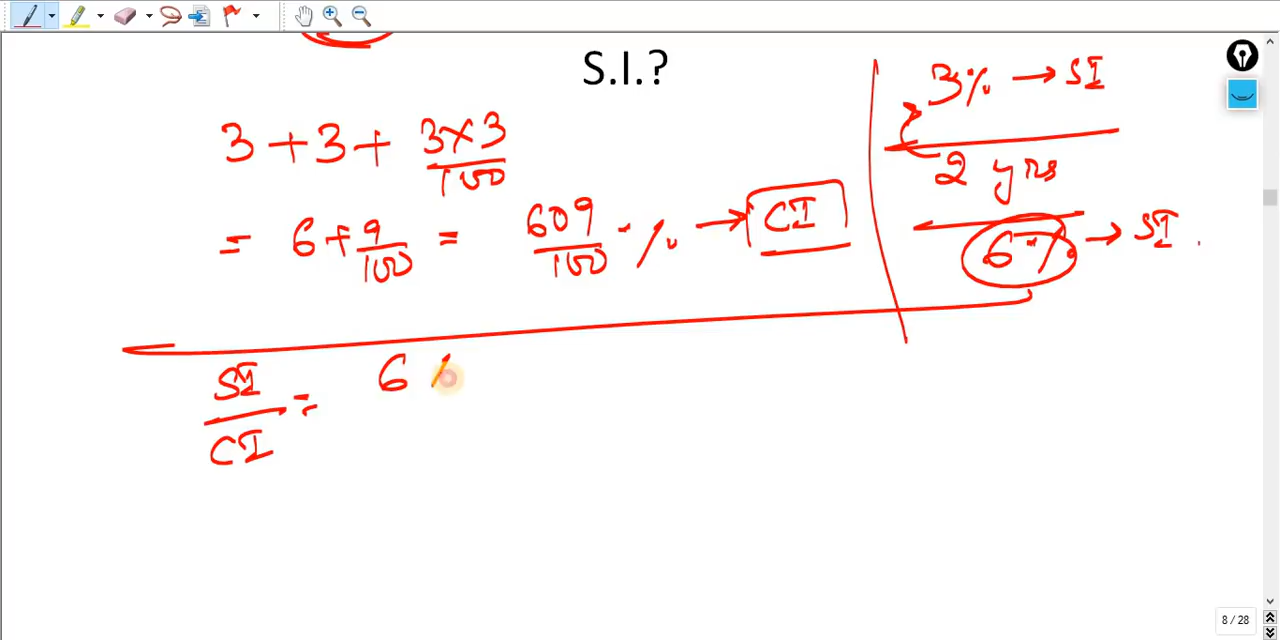 S.I.?
3% → SI
3 + 3 + 3×3/100
2 yrs
= 6 + 9/100 = 609/100 % → CI
6% → SI
SI/CI = 6
8 / 28